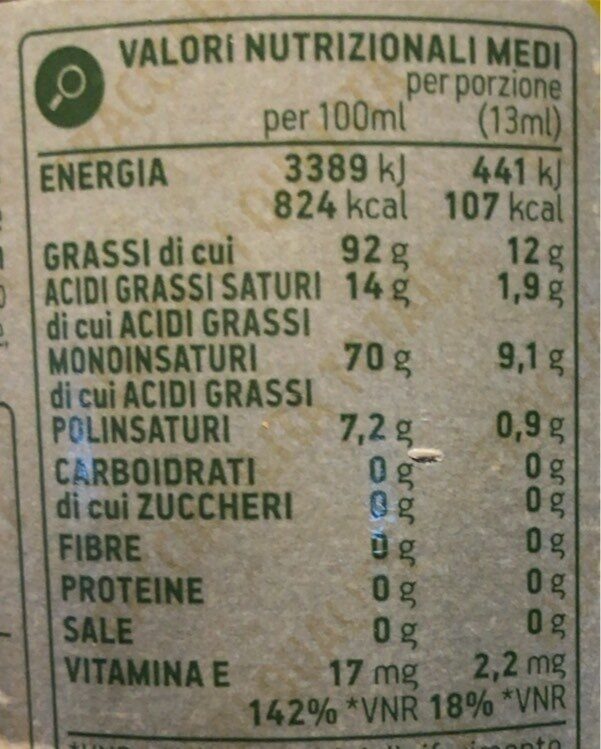 VALORI NUTRIZIONALI MEDI
per porzione
per 100ml (13ml)
ENERGIA 3389 kJ 441 kJ
824 kcal 107 kcal
GRASSI di cui 92 g 12 g
ACIDI GRASSI SATURI 14 g 1,9 g
di cui ACIDI GRASSI
MONOINSATURI 70 g 9,1 g
di cui ACIDI GRASSI
POLINSATURI 7,2 g 0,9 g
CARBOIDRATI 0 g 0 g
di cui ZUCCHERI 0 g 0 g
FIBRE 0 g 0 g
PROTEINE 0 g 0 g
SALE 0 g 0 g
VITAMINA E 17 mg 2,2 mg
142% *VNR 18% *VNR